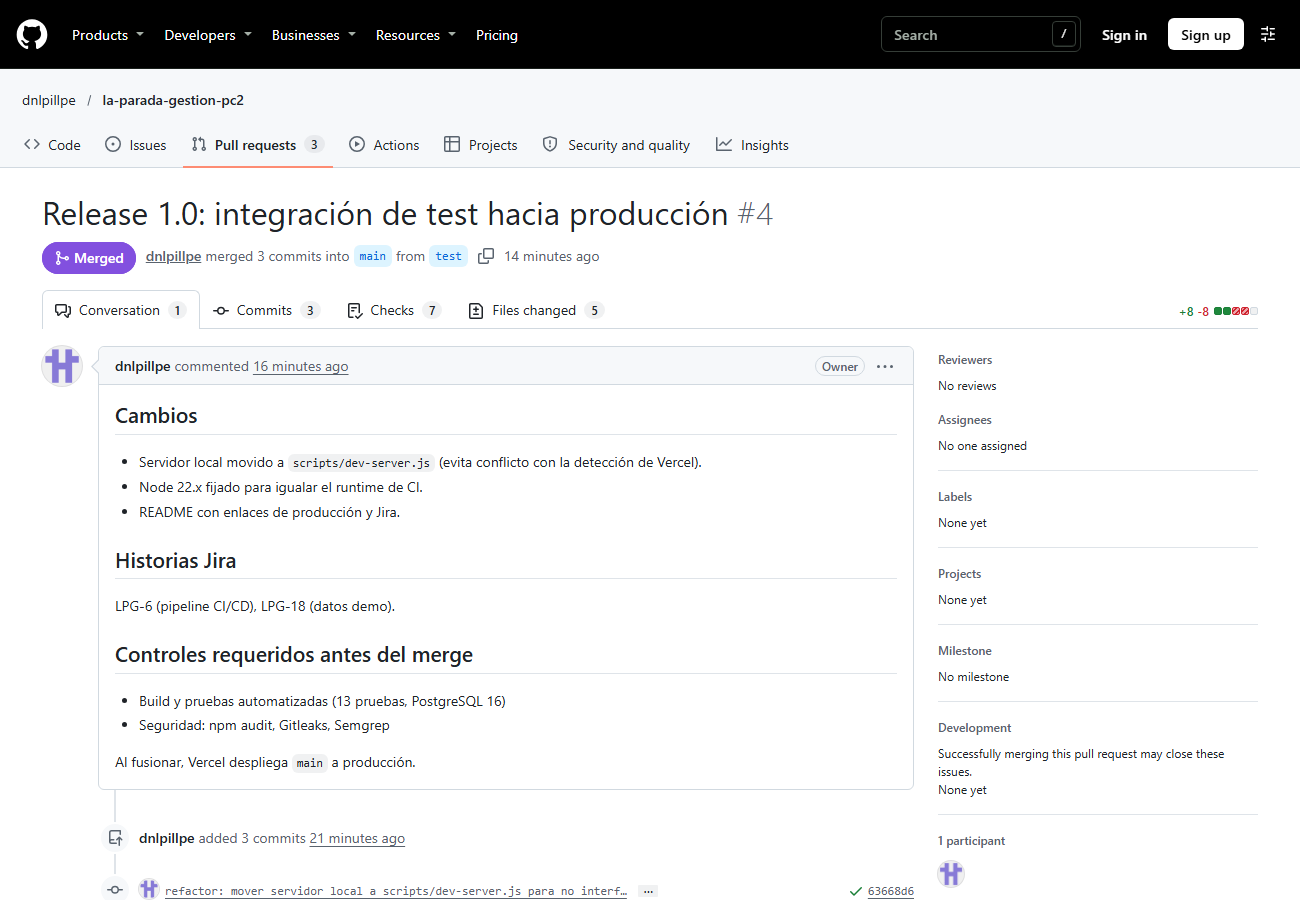 Products Developers Businesses Resources Pricing Search / Sign in Sign up
dnlpillpe / la-parada-gestion-pc2
Code Issues Pull requests 3 Actions Projects Security and quality Insights
Release 1.0: integración de test hacia producción #4
Merged dnlpillpe merged 3 commits into main from test 14 minutes ago
Conversation 1 Commits 3 Checks 7 Files changed 5 +8 -8
dnlpillpe commented 16 minutes ago Owner ...
Cambios
Servidor local movido a scripts/dev-server.js (evita conflicto con la detección de Vercel).
Node 22.x fijado para igualar el runtime de CI.
README con enlaces de producción y Jira.
Historias Jira
LPG-6 (pipeline CI/CD), LPG-18 (datos demo).
Controles requeridos antes del merge
Build y pruebas automatizadas (13 pruebas, PostgreSQL 16)
Seguridad: npm audit, Gitleaks, Semgrep
Al fusionar, Vercel despliega main a producción.
dnlpillpe added 3 commits 21 minutes ago
refactor: mover servidor local a scripts/dev-server.js para no interf… ... 63668d6
Reviewers
No reviews
Assignees
No one assigned
Labels
None yet
Projects
None yet
Milestone
No milestone
Development
Successfully merging this pull request may close these
issues.
None yet
1 participant